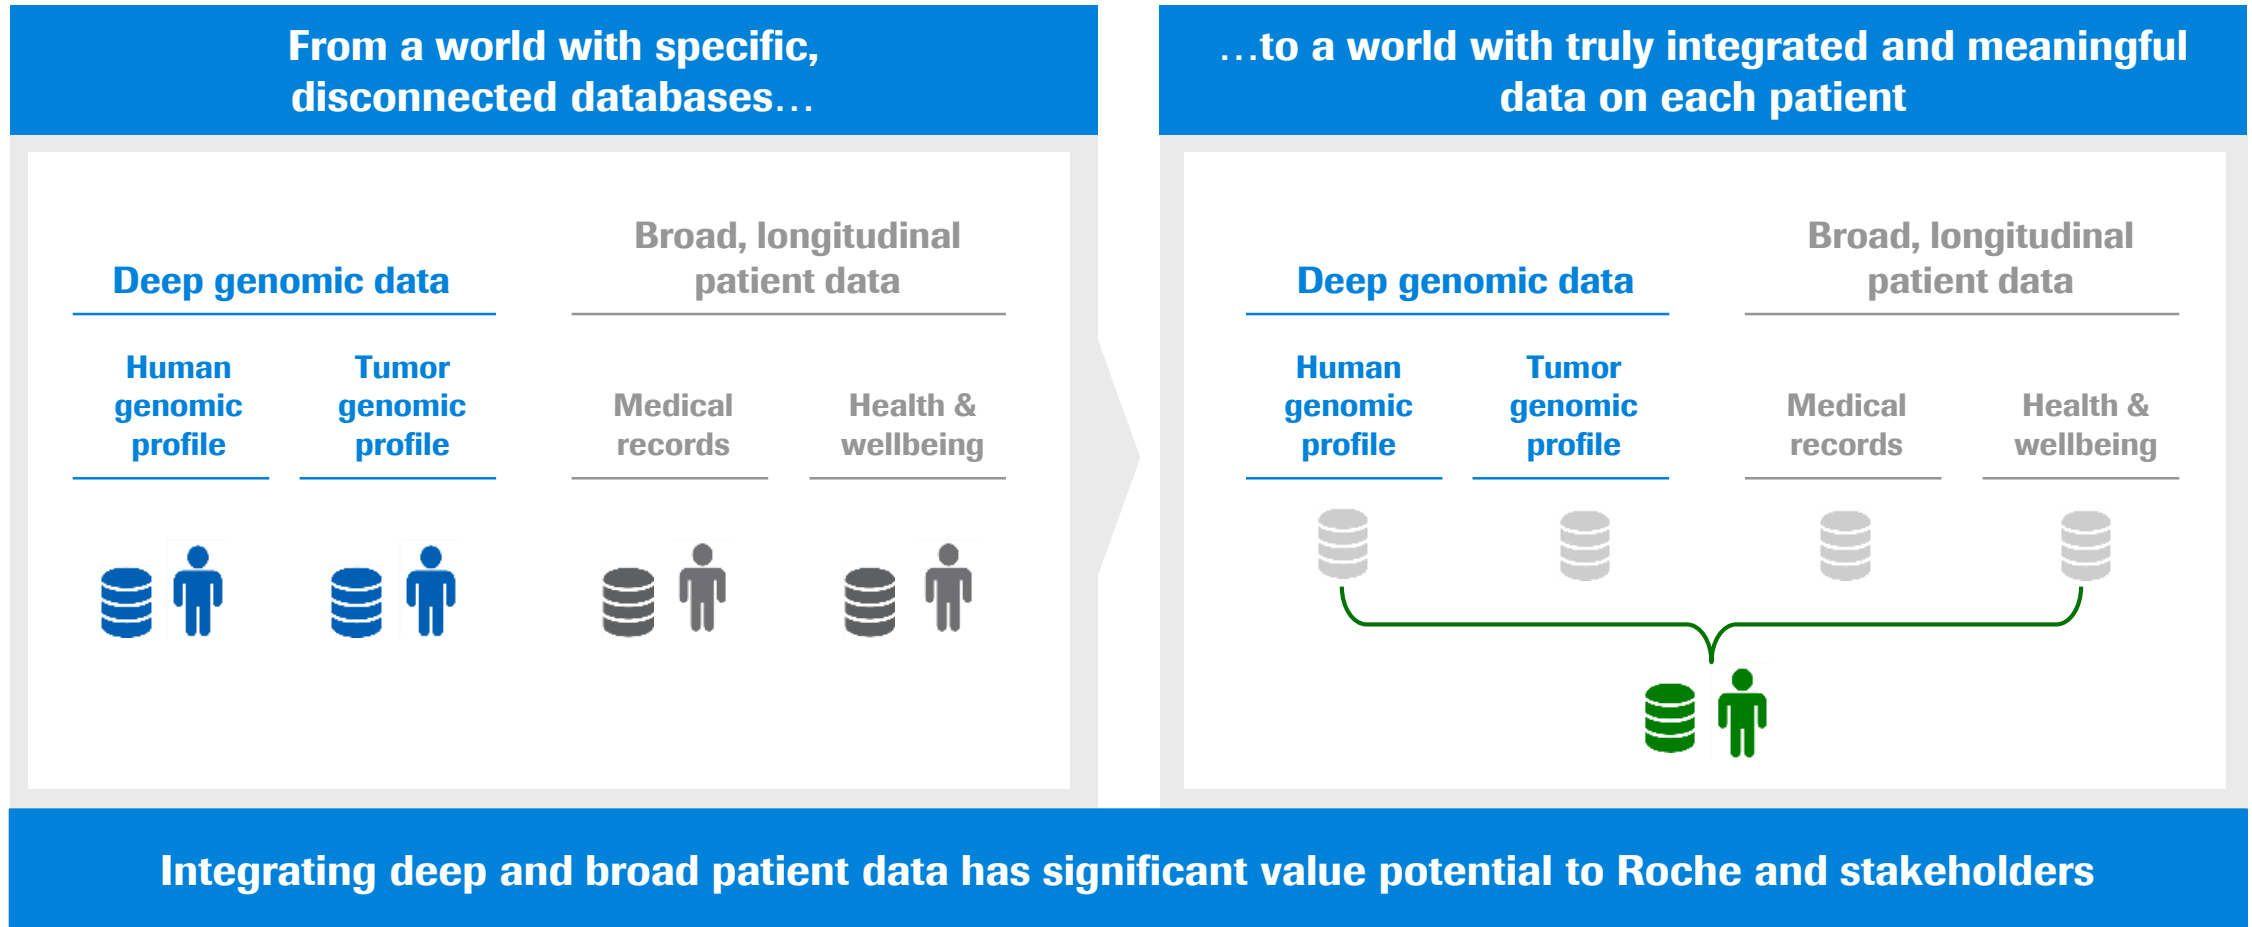 From a world with specific,
disconnected databases…
…to a world with truly integrated and meaningful
data on each patient
Deep genomic data
Broad, longitudinal
patient data
Human
genomic
profile
Tumor
genomic
profile
Medical
records
Health &
wellbeing
Deep genomic data
Broad, longitudinal
patient data
Human
genomic
profile
Tumor
genomic
profile
Medical
records
Health &
wellbeing
Integrating deep and broad patient data has significant value potential to Roche and stakeholders